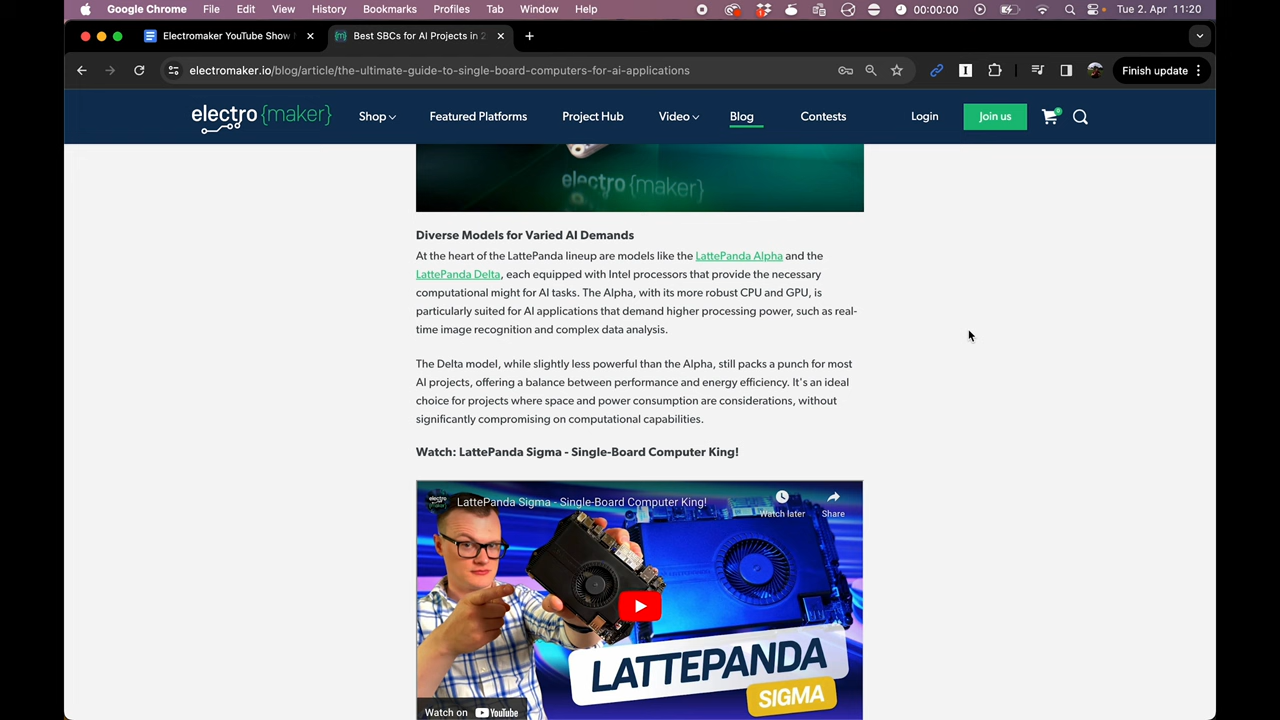 Google Chrome File Edit View History Bookmarks Profiles Tab Window Help 00:00:00 Tue 2. Apr 11:20
Electromaker YouTube Show Best SBCs for AI Projects in 2
electromaker.io/blog/article/the-ultimate-guide-to-single-board-computers-for-ai-applications Finish update
electro{maker} Shop Featured Platforms Project Hub Video Blog Contests Login Join us
electro{maker}
Diverse Models for Varied AI Demands
At the heart of the LattePanda lineup are models like the LattePanda Alpha and the
LattePanda Delta, each equipped with Intel processors that provide the necessary
computational might for AI tasks. The Alpha, with its more robust CPU and GPU, is
particularly suited for AI applications that demand higher processing power, such as real-
time image recognition and complex data analysis.
The Delta model, while slightly less powerful than the Alpha, still packs a punch for most
AI projects, offering a balance between performance and energy efficiency. It's an ideal
choice for projects where space and power consumption are considerations, without
significantly compromising on computational capabilities.
Watch: LattePanda Sigma - Single-Board Computer King!
LattePanda Sigma - Single-Board Computer King!
Watch later Share
LATTEPANDA
SIGMA
Watch on YouTube